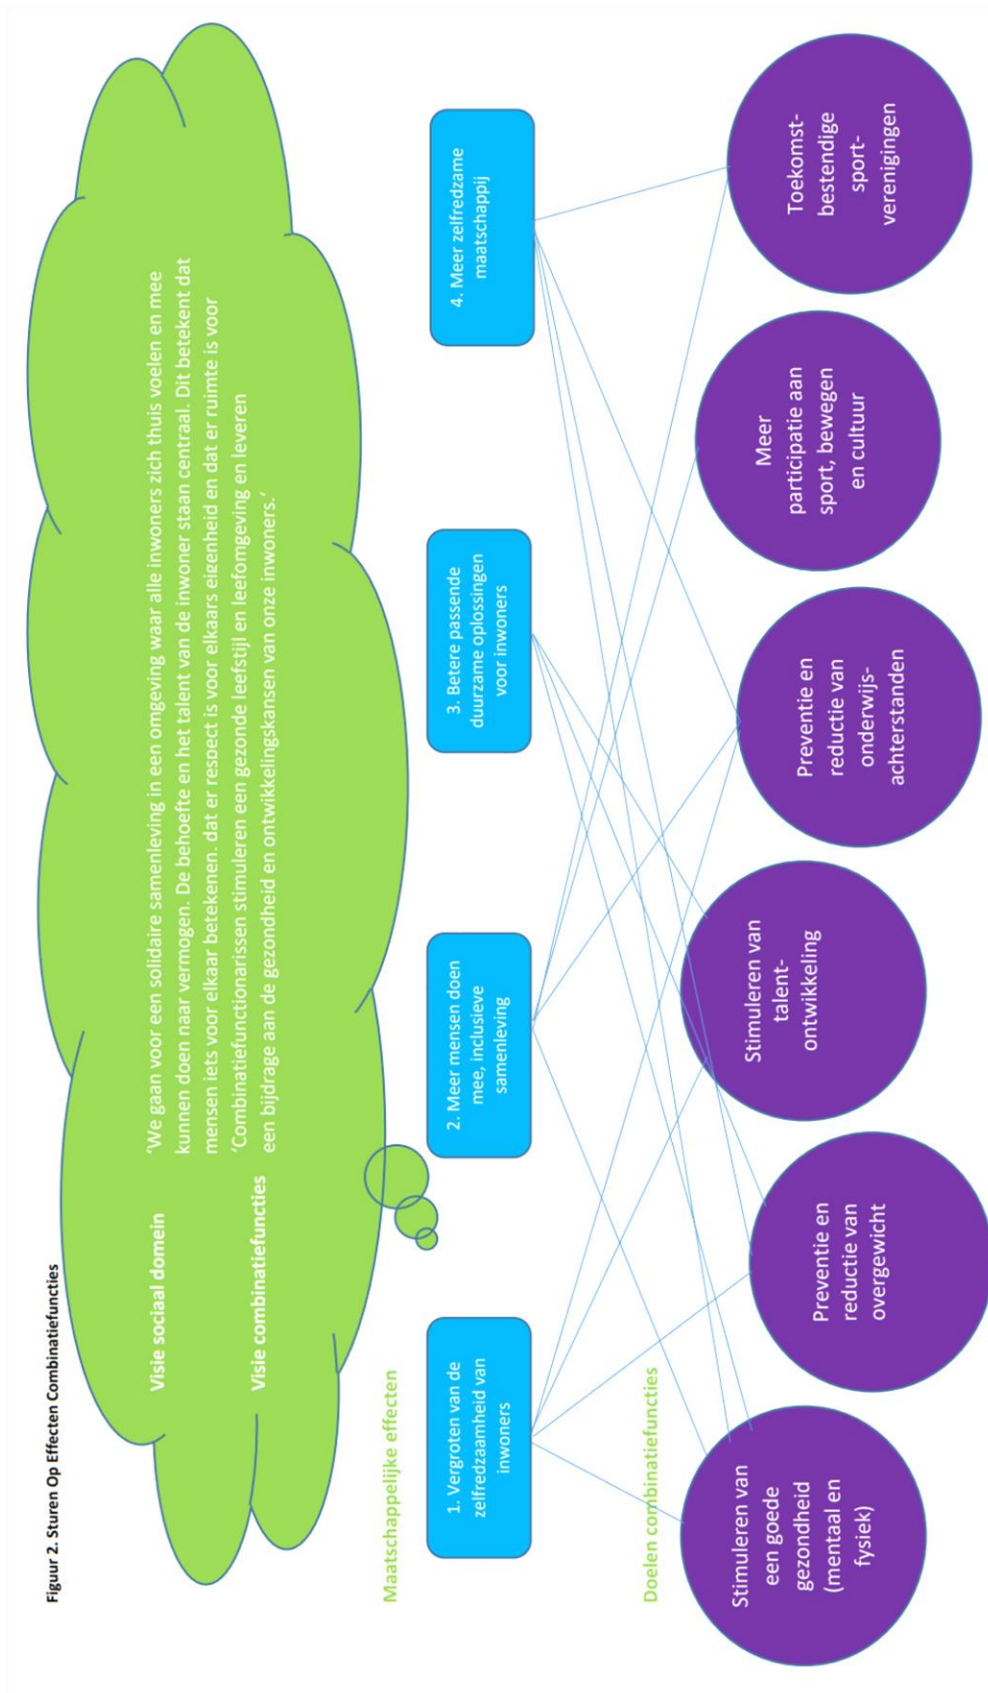 Figuur 2. Sturen Op Effecten Combinatiefuncties
Visie sociaal domein
'We gaan voor een solidaire samenleving in een omgeving waar alle inwoners zich thuis voelen en mee
kunnen doen naar vermogen. De behoefte en het talent van de inwoner staan centraal. Dit betekent dat
mensen iets voor elkaar betekenen. dat er respect is voor elkaars eigenheid en dat er ruimte is voor
Visie combinatiefuncties
'Combinatiefunctionarissen stimuleren een gezonde leefstijl en leefomgeving en leveren
een bijdrage aan de gezondheid en ontwikkelingskansen van onze inwoners.'
Maatschappelijke effecten
1. Vergroten van de
zelfredzaamheid van
inwoners
2. Meer mensen doen
mee, inclusieve
samenleving
3. Betere passende
duurzame oplossingen
voor inwoners
4. Meer zelfredzame
maatschappij
Doelen combinatiefuncties
Stimuleren van
een goede
gezondheid
(mentaal en
fysiek)
Preventie en
reductie van
overgewicht
Stimuleren van
talent-
ontwikkeling
Preventie en
reductie van
onderwijs-
achterstanden
Meer
participatie aan
sport, bewegen
en cultuur
Toekomst-
bestendige
sport-
verenigingen